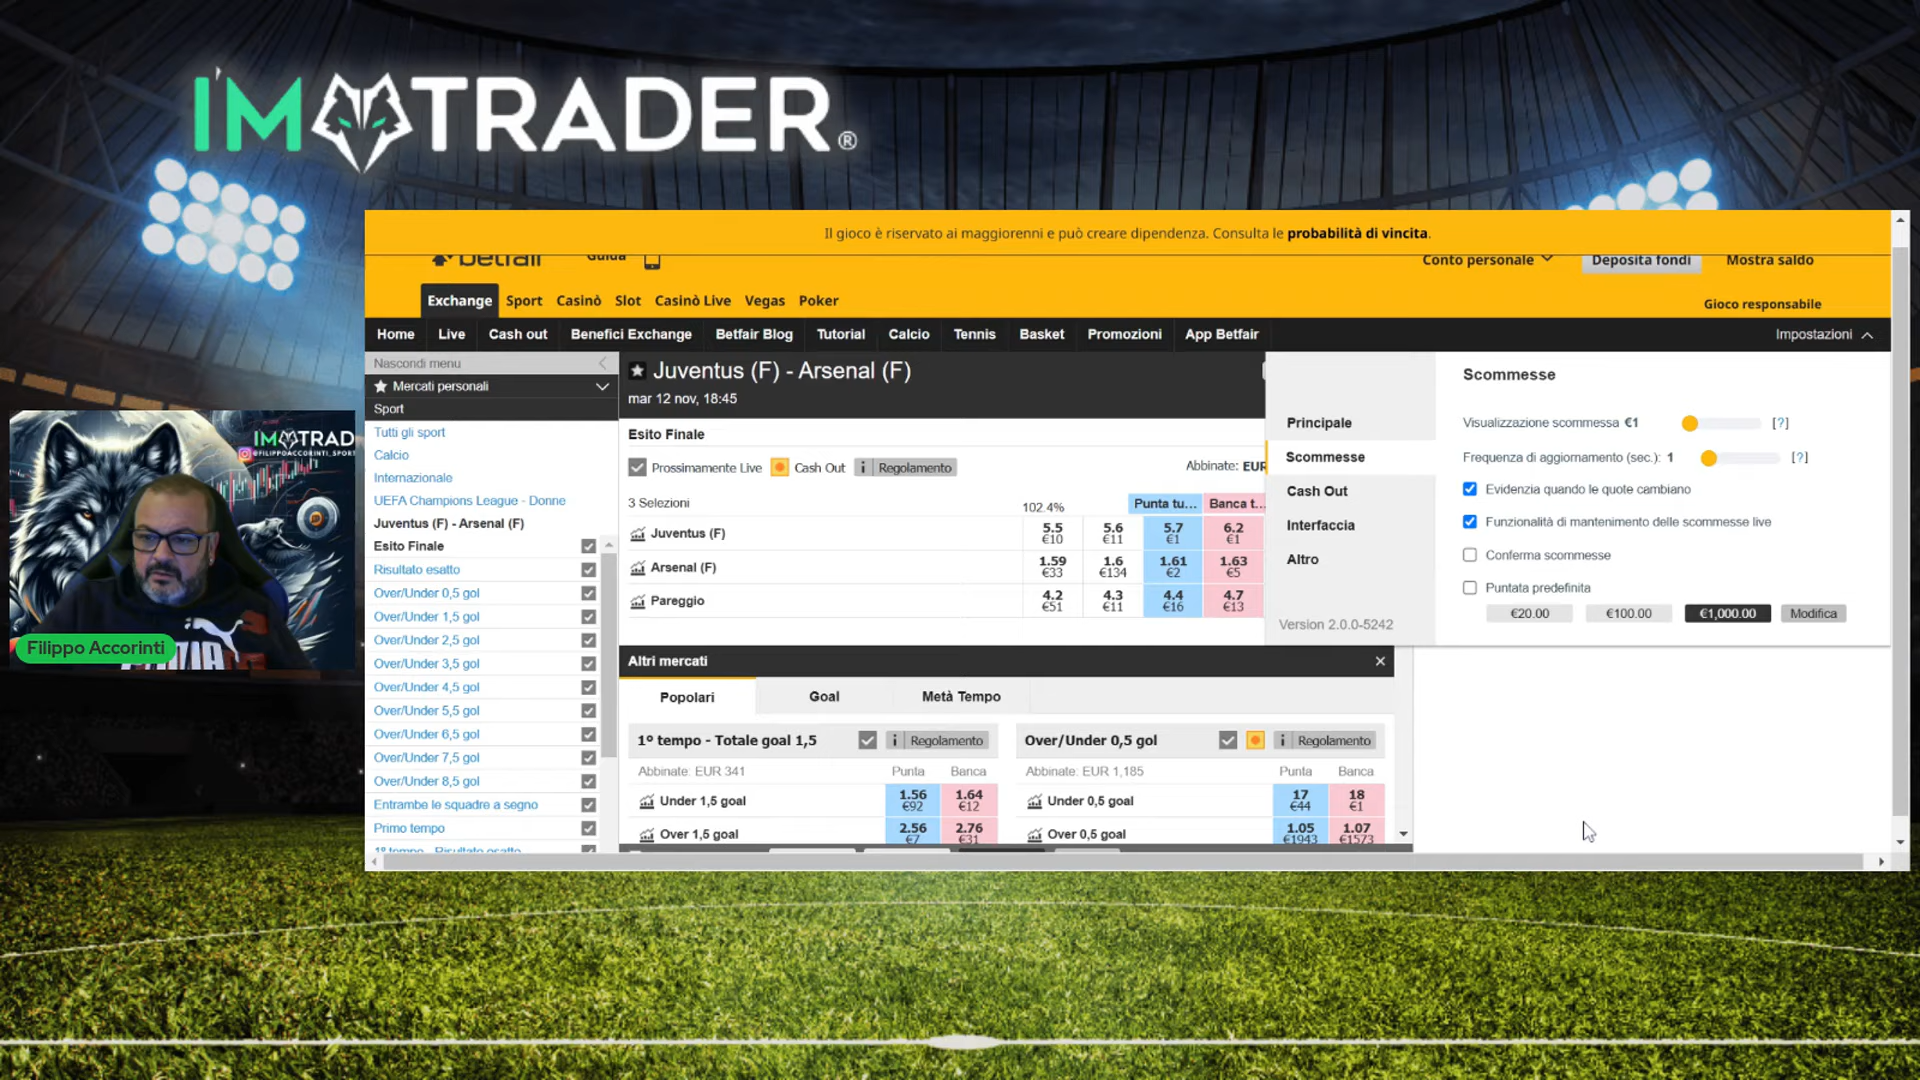 I'M TRADER®
Il gioco è riservato ai maggiorenni e può creare dipendenza. Consulta le probabilità di vincita.
betfair Guida Conto personale Deposita fondi Mostra saldo
Exchange Sport Casinò Slot Casinò Live Vegas Poker Gioco responsabile
Home Live Cash out Benefici Exchange Betfair Blog Tutorial Calcio Tennis Basket Promozioni App Betfair Impostazioni
Nascondi menu
Mercati personali
Sport
Tutti gli sport
Calcio
Internazionale
UEFA Champions League - Donne
Juventus (F) - Arsenal (F)
Esito Finale
Risultato esatto
Over/Under 0,5 gol
Over/Under 1,5 gol
Over/Under 2,5 gol
Over/Under 3,5 gol
Over/Under 4,5 gol
Over/Under 5,5 gol
Over/Under 6,5 gol
Over/Under 7,5 gol
Over/Under 8,5 gol
Entrambe le squadre a segno
Primo tempo
1º tempo - Risultato esatto
Juventus (F) - Arsenal (F)
mar 12 nov, 18:45
Esito Finale
Prossimamente Live Cash Out i Regolamento Abbinate: EUR
3 Selezioni 102.4% Punta tu... Banca t...
Juventus (F) 5.5 5.6 5.7 6.2
€10 €11 €1 €1
Arsenal (F) 1.59 1.6 1.61 1.63
€33 €134 €2 €5
Pareggio 4.2 4.3 4.4 4.7
€51 €11 €16 €13
Altri mercati
Popolari Goal Metà Tempo
1º tempo - Totale goal 1,5 i Regolamento
Abbinate: EUR 341 Punta Banca
Under 1,5 goal 1.56 1.64
€92 €12
Over 1,5 goal 2.56 2.76
€7 €31
Over/Under 0,5 gol i Regolamento
Abbinate: EUR 1,185 Punta Banca
Under 0,5 goal 17 18
€44 €1
Over 0,5 goal 1.05 1.07
€1943 €1573
Principale
Scommesse
Cash Out
Interfaccia
Altro
Version 2.0.0-5242
Scommesse
Visualizzazione scommessa €1 [?]
Frequenza di aggiornamento (sec.): 1 [?]
Evidenzia quando le quote cambiano
Funzionalità di mantenimento delle scommesse live
Conferma scommesse
Puntata predefinita
€20.00 €100.00 €1,000.00 Modifica
IM TRAD
@FILIPPOACCORINTI_SPORT
Filippo Accorinti